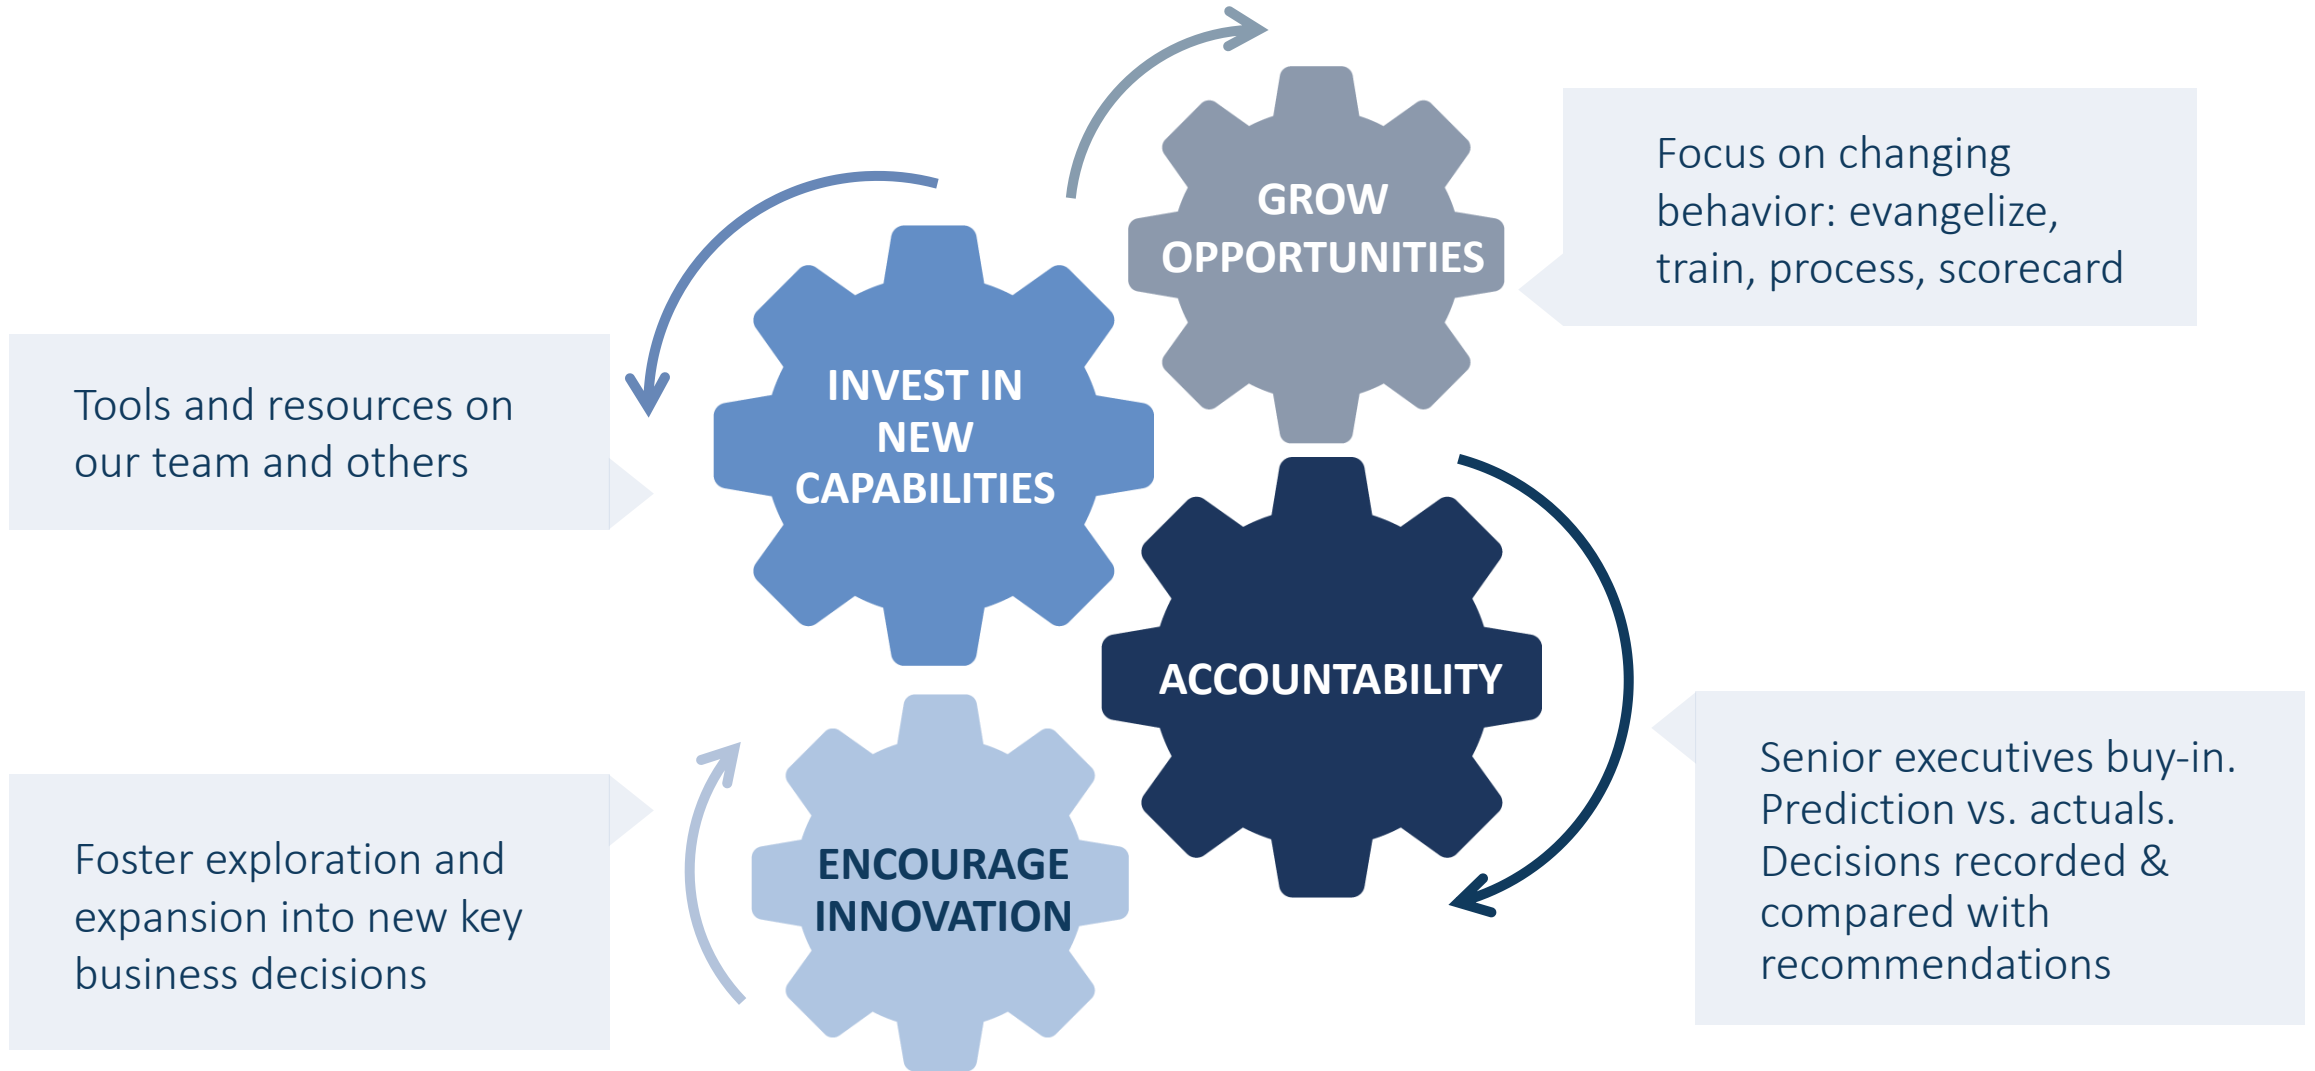 GROW
OPPORTUNITIES
Focus on changing
behavior: evangelize,
train, process, scorecard
INVEST IN
NEW
CAPABILITIES
Tools and resources on
our team and others
ACCOUNTABILITY
Senior executives buy-in.
Prediction vs. actuals.
Decisions recorded &
compared with
recommendations
ENCOURAGE
INNOVATION
Foster exploration and
expansion into new key
business decisions